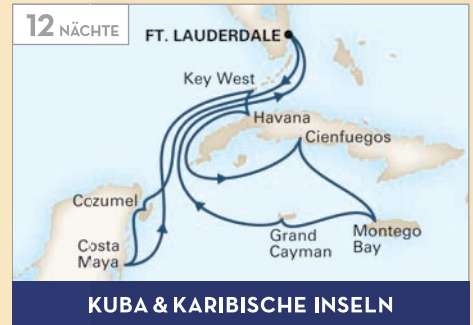 12 NÄCHTE
FT. LAUDERDALE
Key West
Havana
Cienfuegos
Cozumel
Costa
Maya
Grand
Cayman
Montego
Bay
KUBA & KARIBISCHE INSELN